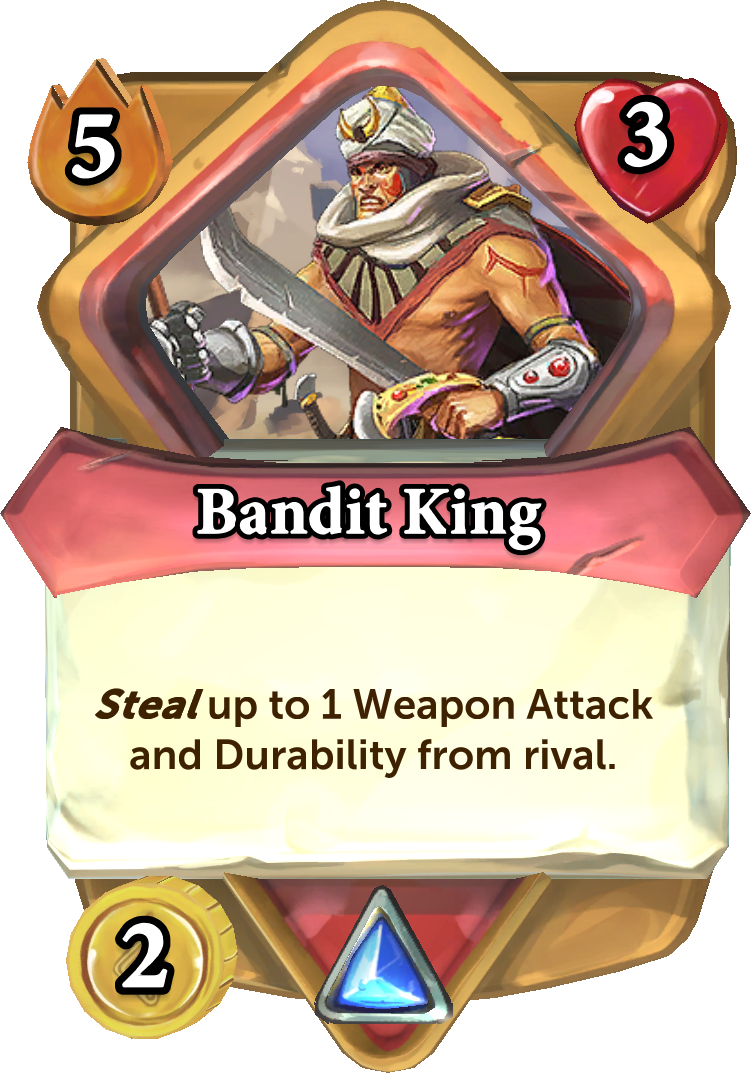 5
3
Bandit King
Steal up to 1 Weapon Attack
and Durability from rival.
2